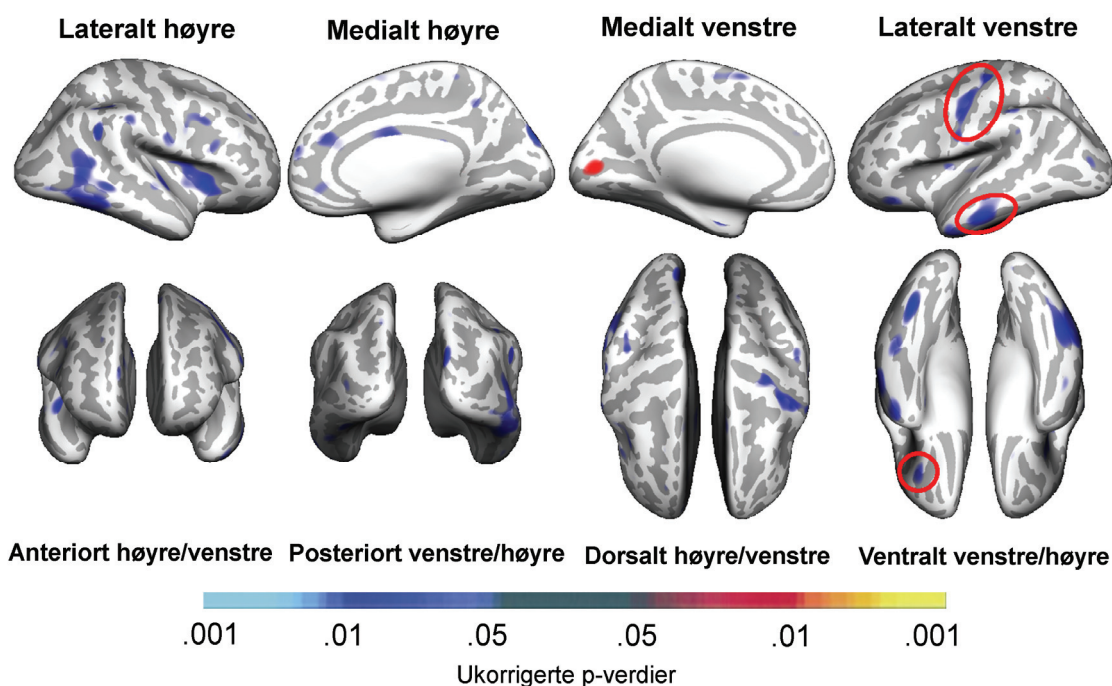 Lateralt høyre
Medialt høyre
Medialt venstre
Lateralt venstre
Anteriort høyre/venstre
Posteriort venstre/høyre
Dorsalt høyre/venstre
Ventralt venstre/høyre
.001 .01 .05 .05 .01 .001
Ukorrigerte p-verdier